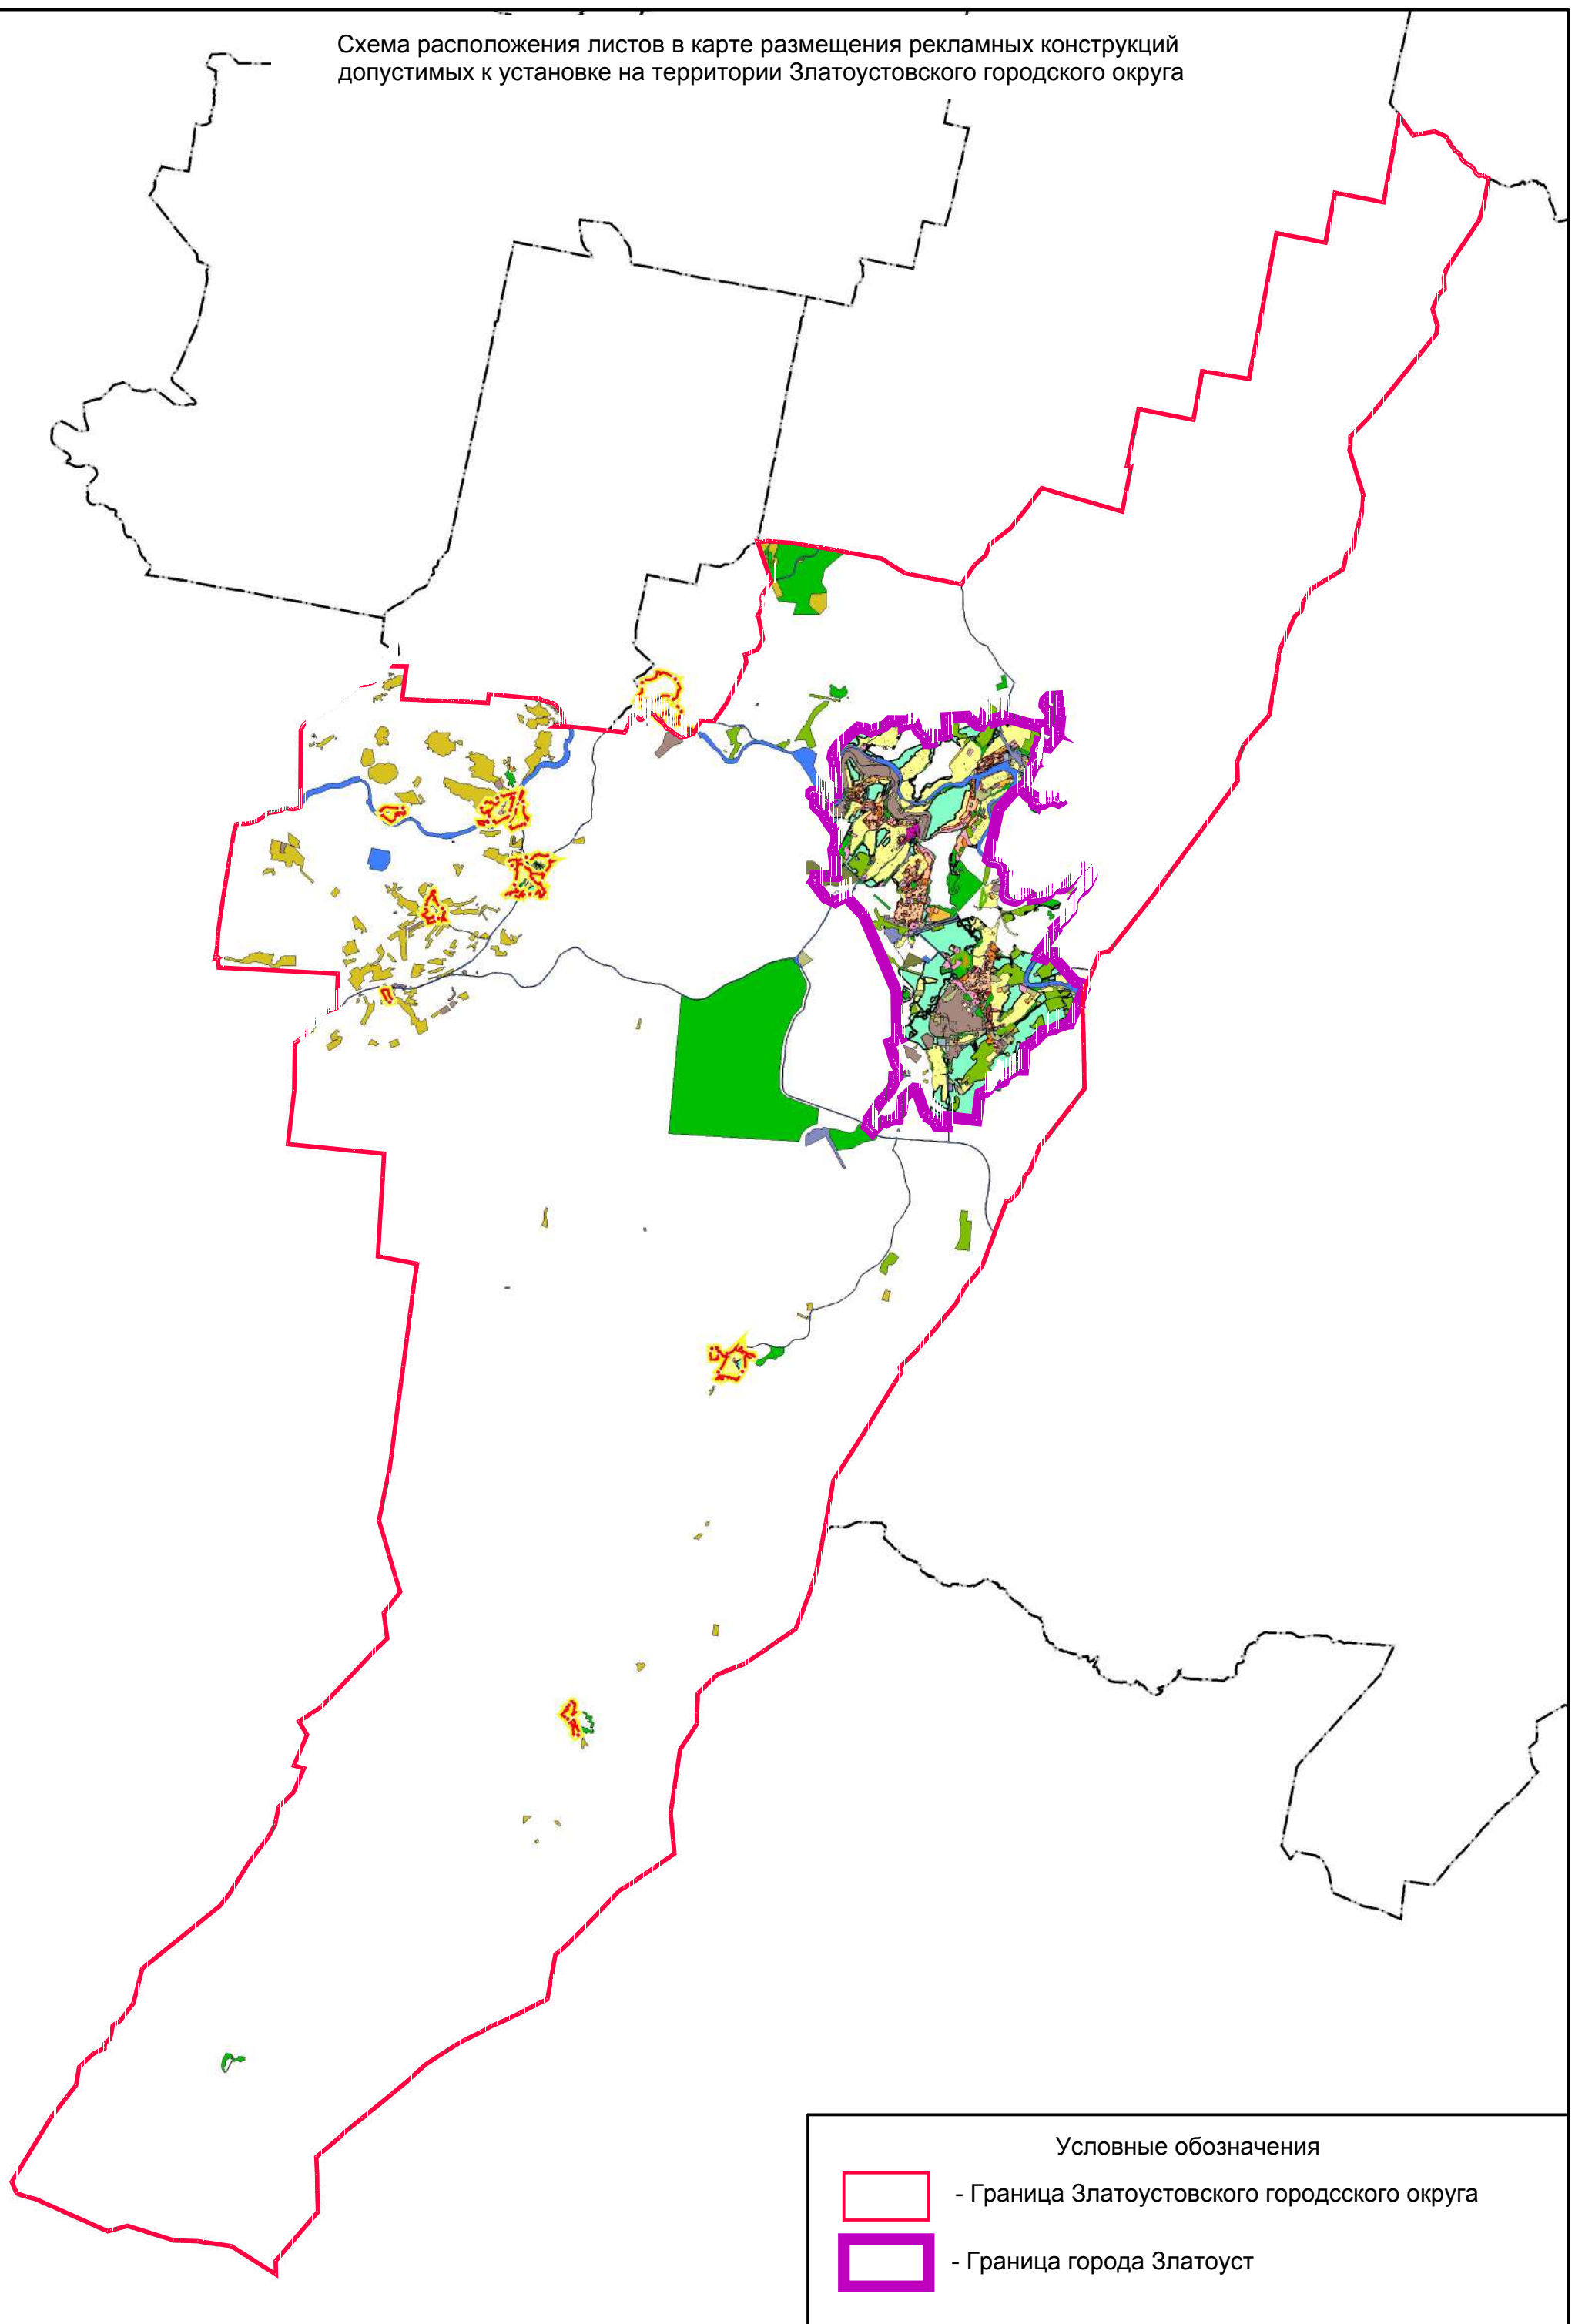 Схема расположения листов в карте размещения рекламных конструкций
допустимых к установке на территории Златоустовского городского округа
Условные обозначения
- Граница Златоустовского городсского округа
- Граница города Златоуст